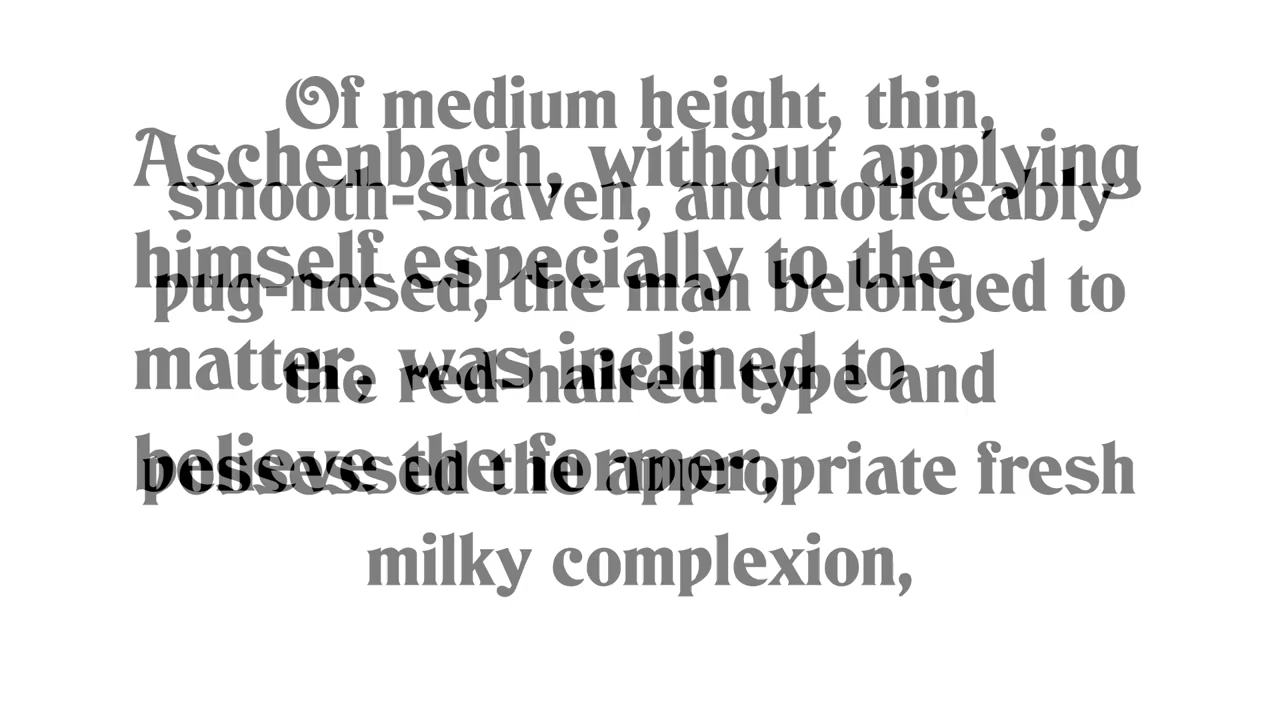 Of medium height, thin,
smooth-shaven, and noticeably
pug-nosed, the man belonged to
the red-haired type and
possessed the appropriate fresh
milky complexion,
Aschenbach, without applying
himself especially to the
matter, was inclined to
believe the former,